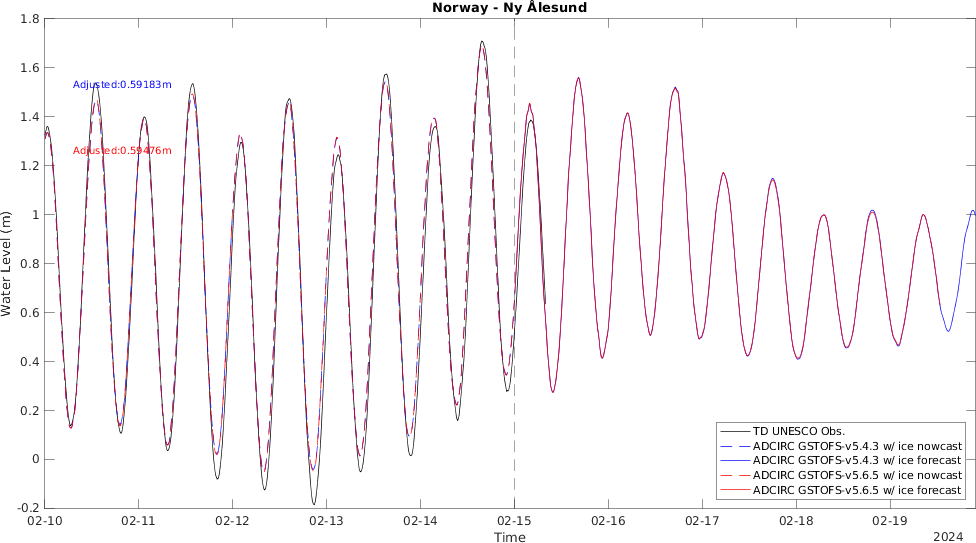 Norway - Ny Ålesund
1.8
1.6
1.4
1.2
1
0.8
0.6
0.4
0.2
0
-0.2
Water Level (m)
Adjusted:0.59183m
Adjusted:0.59476m
TD UNESCO Obs.
ADCIRC GSTOFS-v5.4.3 w/ ice nowcast
ADCIRC GSTOFS-v5.4.3 w/ ice forecast
ADCIRC GSTOFS-v5.6.5 w/ ice nowcast
ADCIRC GSTOFS-v5.6.5 w/ ice forecast
02-10 02-11 02-12 02-13 02-14 02-15 02-16 02-17 02-18 02-19
Time
2024